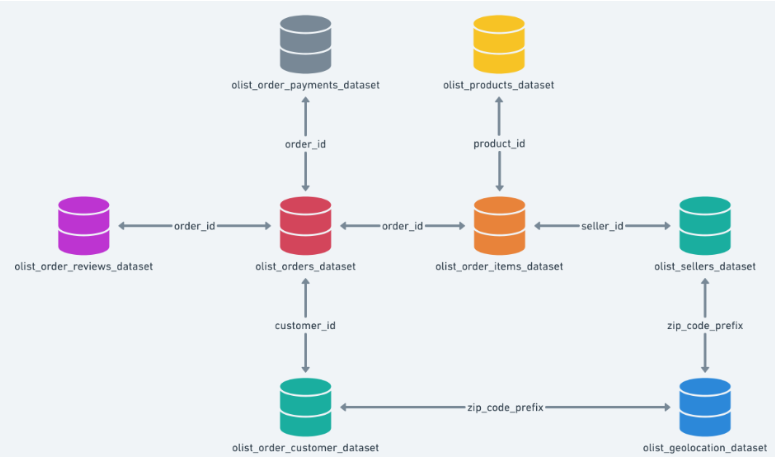 olist_order_payments_dataset
olist_products_dataset
order_id
product_id
order_id
order_id
seller_id
olist_order_reviews_dataset
olist_orders_dataset
olist_order_items_dataset
olist_sellers_dataset
customer_id
zip_code_prefix
zip_code_prefix
olist_order_customer_dataset
olist_geolocation_dataset